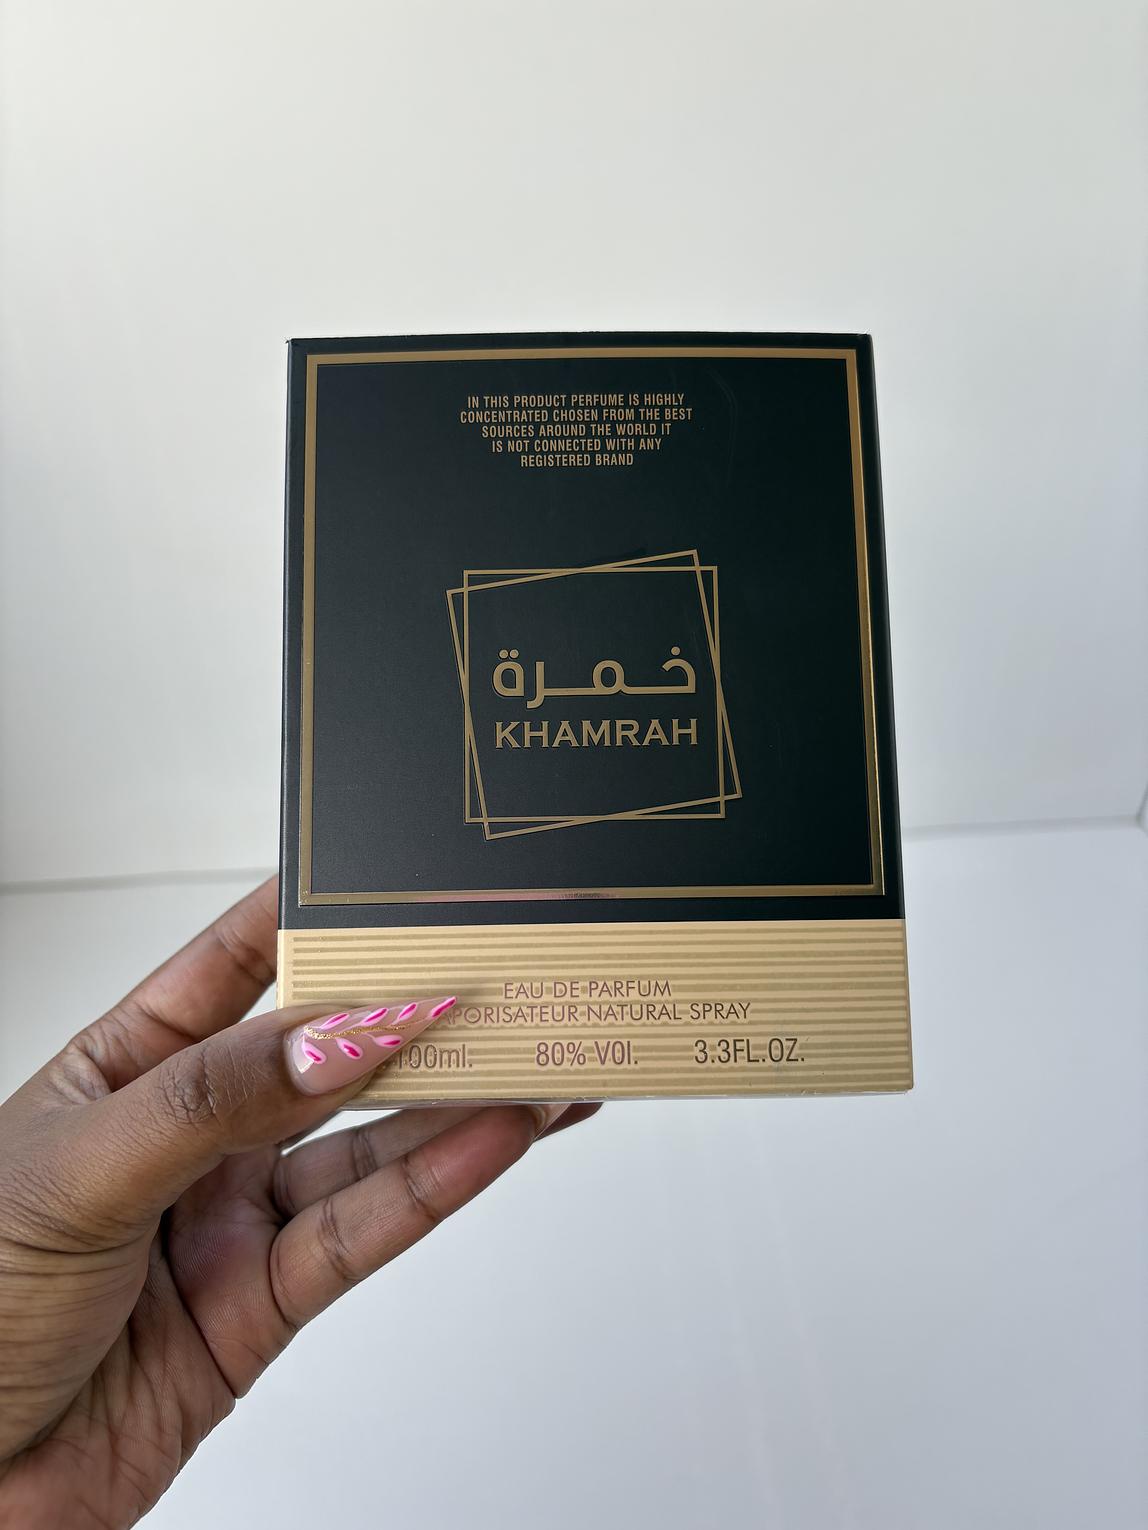 IN THIS PRODUCT PERFUME IS HIGHLY
CONCENTRATED CHOSEN FROM THE BEST
SOURCES AROUND THE WORLD IT
IS NOT CONNECTED WITH ANY
REGISTERED BRAND
خمرة
KHAMRAH
EAU DE PARFUM
NATURAL SPRAY
100ml. 80% VOl. 3.3FL.OZ.